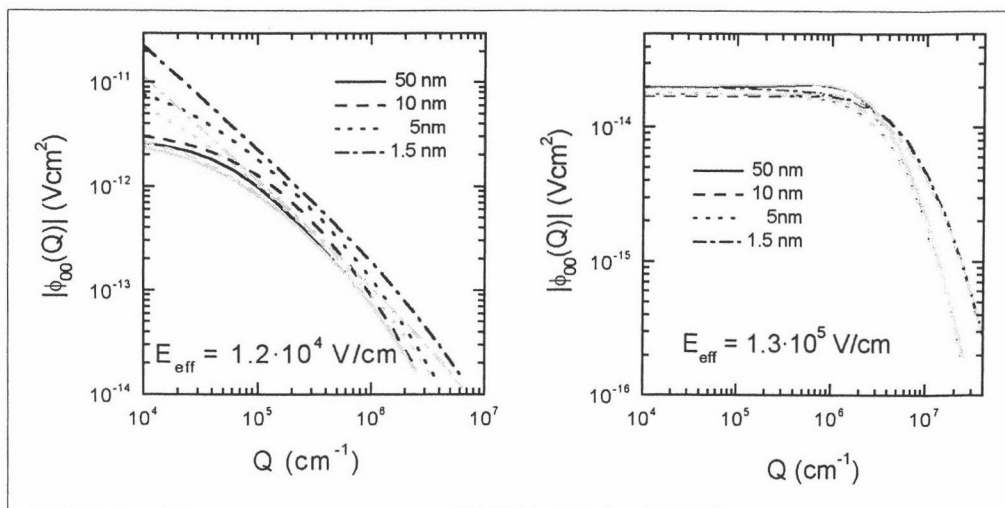 |ϕ₀₀(Q)| (Vcm²)
10⁻¹¹
10⁻¹²
10⁻¹³
10⁻¹⁴
50 nm
10 nm
5nm
1.5 nm
E_eff = 1.2·10⁴ V/cm
10⁴ 10⁵ 10⁶ 10⁷
Q (cm⁻¹)
|ϕ₀₀(Q)| (Vcm²)
10⁻¹⁴
10⁻¹⁵
10⁻¹⁶
50 nm
10 nm
5nm
1.5 nm
E_eff = 1.3·10⁵ V/cm
10⁴ 10⁵ 10⁶ 10⁷
Q (cm⁻¹)